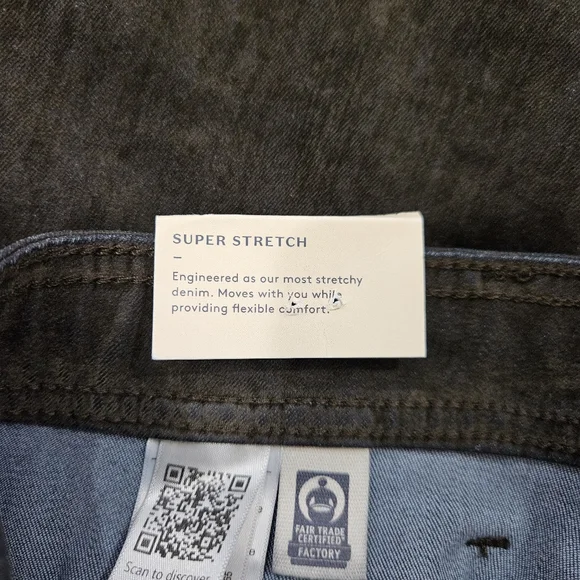 SUPER STRETCH
–
Engineered as our most stretchy
denim. Moves with you while
providing flexible comfort.
Scan to discover
FAIR TRADE
CERTIFIED
FACTORY